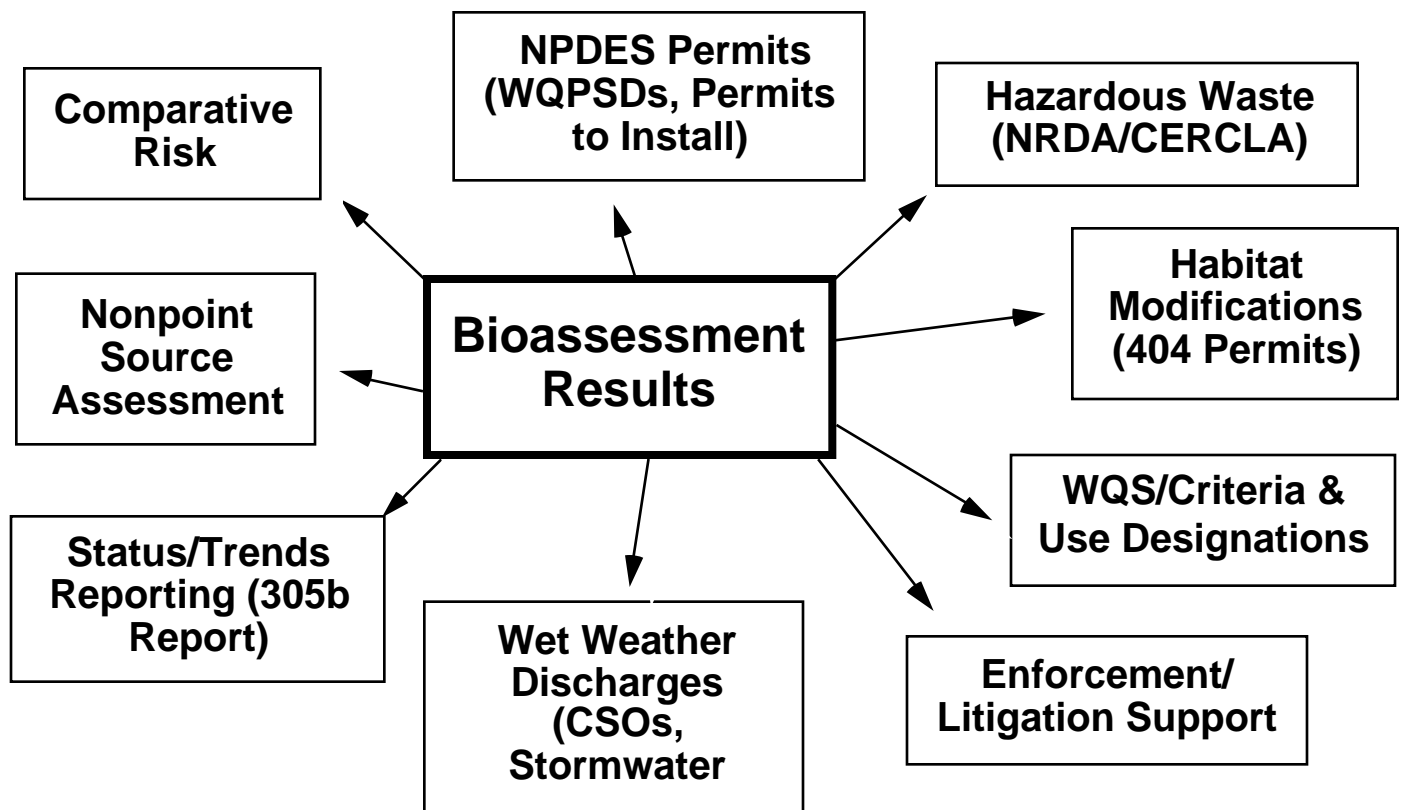 NPDES Permits
(WQPSDs, Permits
to Install)
Comparative
Risk
Hazardous Waste
(NRDA/CERCLA)
Habitat
Modifications
(404 Permits)
Nonpoint
Source
Assessment
Bioassessment
Results
WQS/Criteria &
Use Designations
Status/Trends
Reporting (305b
Report)
Wet Weather
Discharges
(CSOs,
Stormwater
Enforcement/
Litigation Support